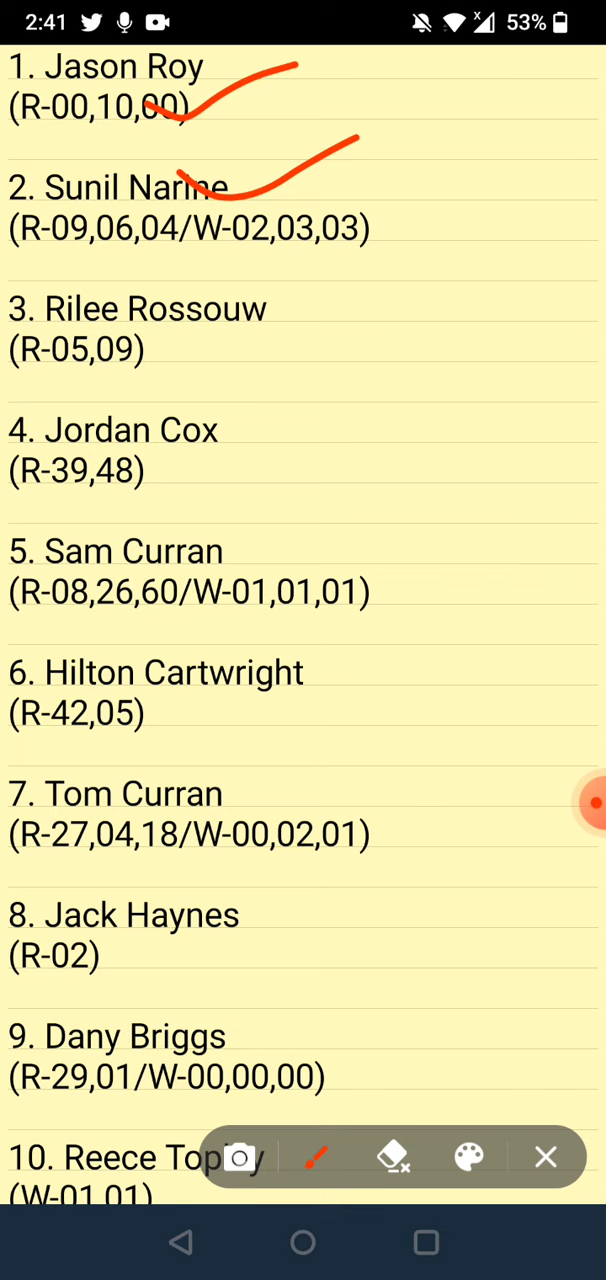 2:41
53%
1. Jason Roy
(R-00,10,00)
2. Sunil Narine
(R-09,06,04/W-02,03,03)
3. Rilee Rossouw
(R-05,09)
4. Jordan Cox
(R-39,48)
5. Sam Curran
(R-08,26,60/W-01,01,01)
6. Hilton Cartwright
(R-42,05)
7. Tom Curran
(R-27,04,18/W-00,02,01)
8. Jack Haynes
(R-02)
9. Dany Briggs
(R-29,01/W-00,00,00)
10. Reece
(W-01,01)